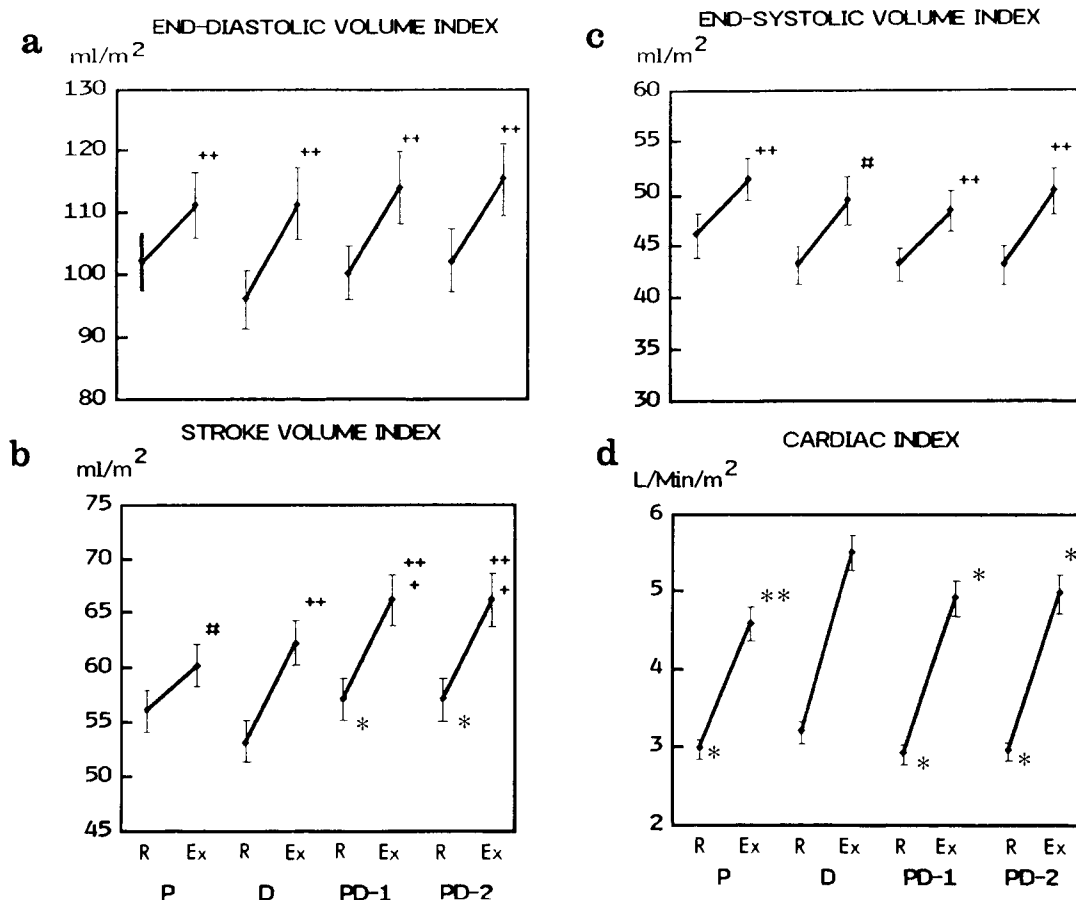 a
END-DIASTOLIC VOLUME INDEX
ml/m²
130
120
110
100
90
80
++
++
++
++
c
END-SYSTOLIC VOLUME INDEX
ml/m²
60
55
50
45
40
35
30
++
¤
++
++
b
STROKE VOLUME INDEX
ml/m²
75
70
65
60
55
50
45
¤
++
++
+
++
+
*
*
R Ex R Ex R Ex R Ex
P D PD-1 PD-2
d
CARDIAC INDEX
L/Min/m²
6
5
4
3
2
**
*
*
*
*
*
R Ex R Ex R Ex R Ex
P D PD-1 PD-2